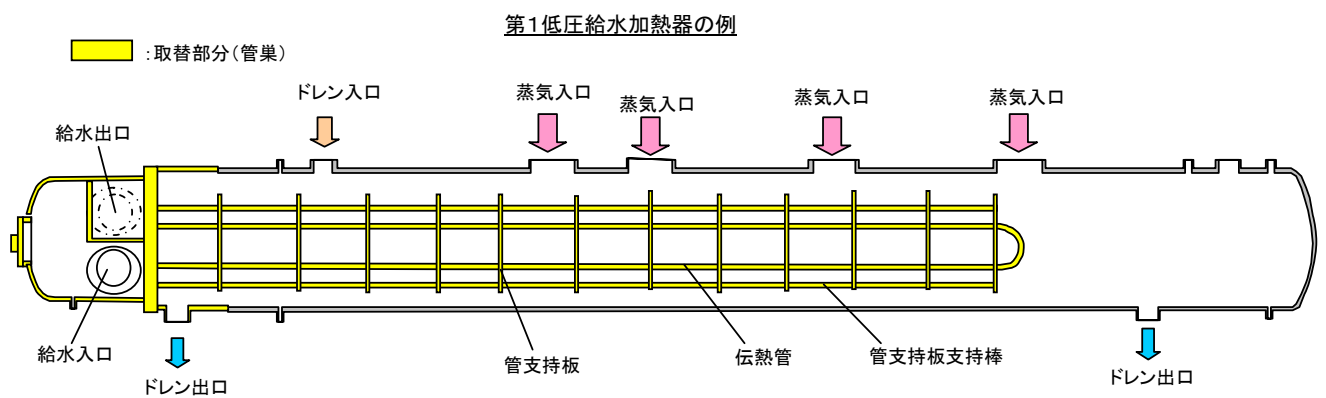 第1低圧給水加熱器の例
：取替部分(管巣)
ドレン入口
蒸気入口
蒸気入口
蒸気入口
蒸気入口
給水出口
給水入口
管支持板
伝熱管
管支持板支持棒
ドレン出口
ドレン出口